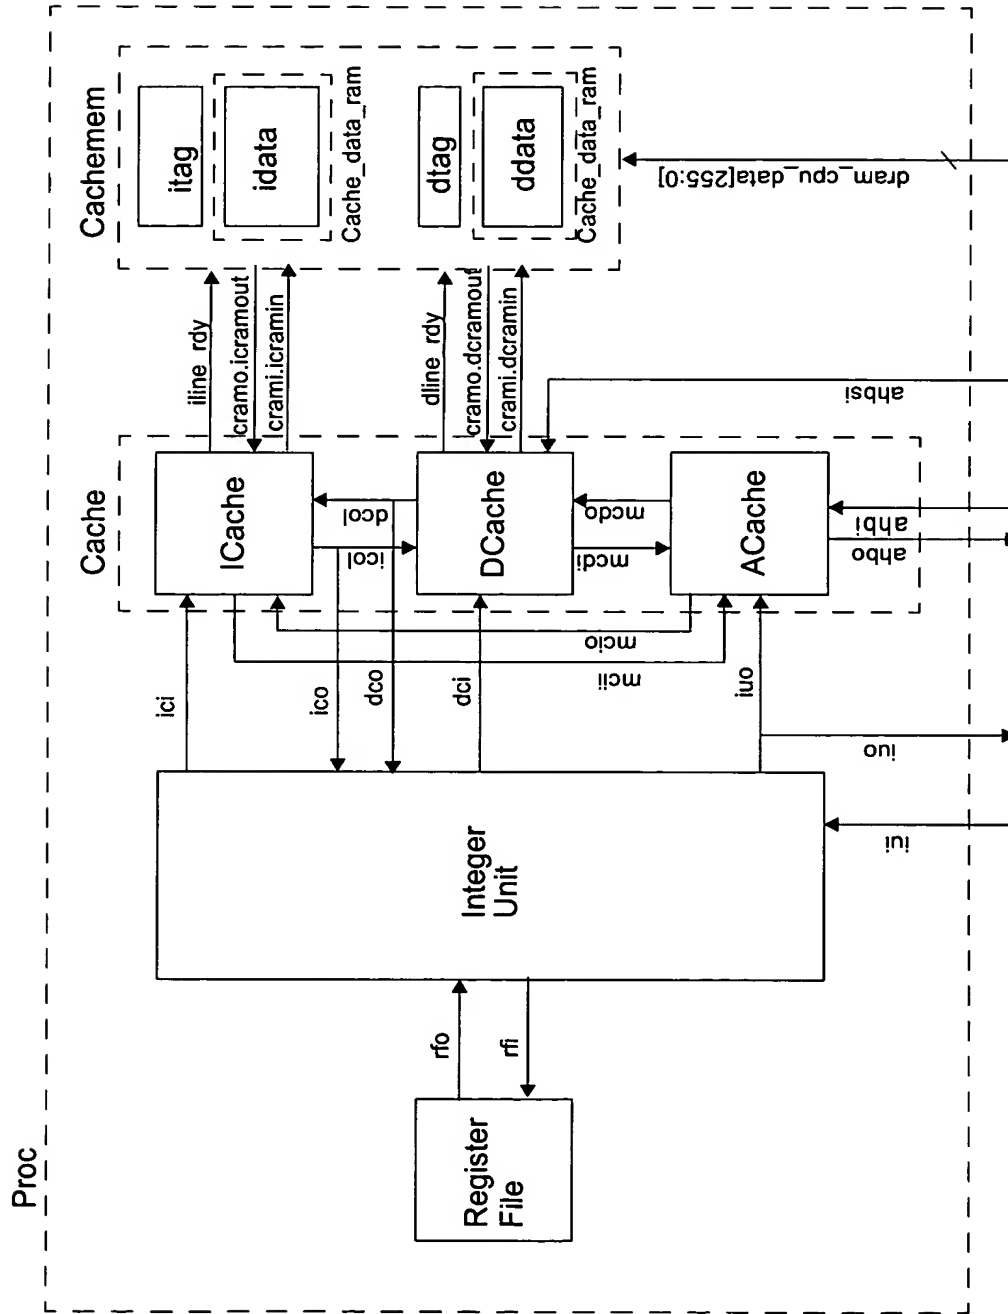 Proc
Register
File
rfo
rfi
Integer
Unit
iui
ici
ico
dco
dci
iuo
iuo
mcii
mcio
Cache
ICache
icol
dcol
DCache
mcdi
mcdo
ACache
ahbo
ahbi
ahbsi
iline_rdy
cramo.icramout
crami.icramin
dline_rdy
cramo.dcramout
crami.dcramin
Cachemem
itag
idata
Cache_data_ram
dtag
ddata
Cache_data_ram
dram_cpu_data[255:0]